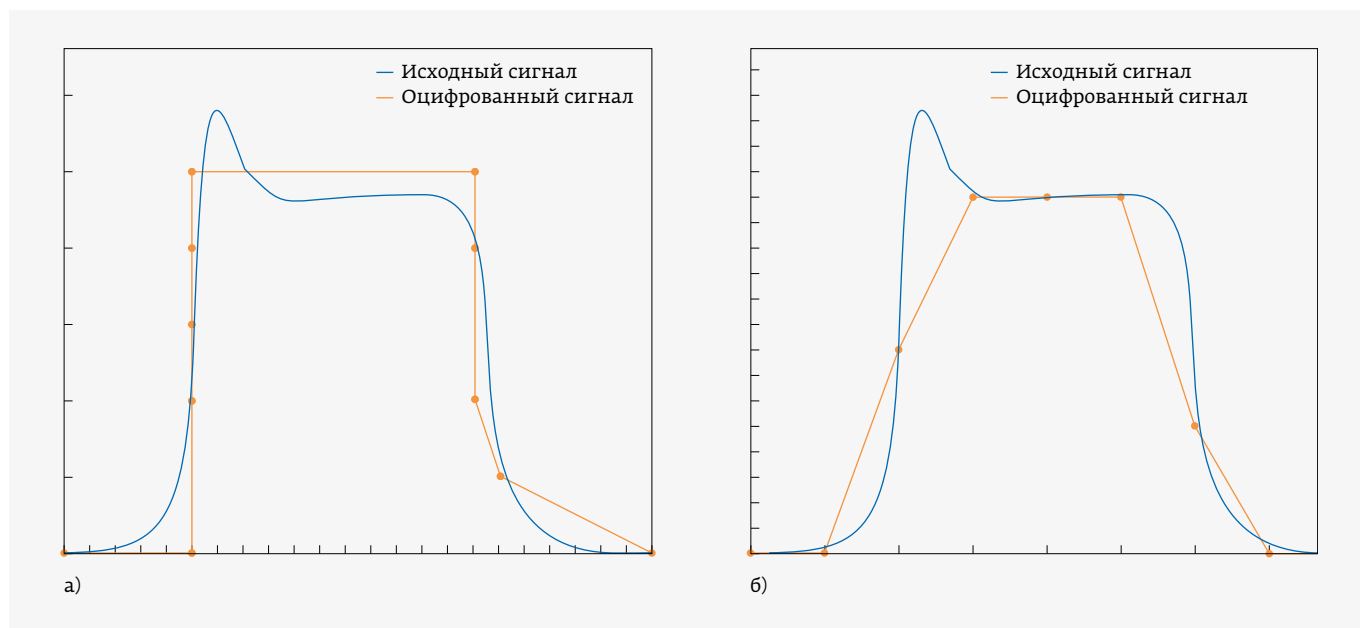 Исходный сигнал
Оцифрованный сигнал
а)
Исходный сигнал
Оцифрованный сигнал
б)